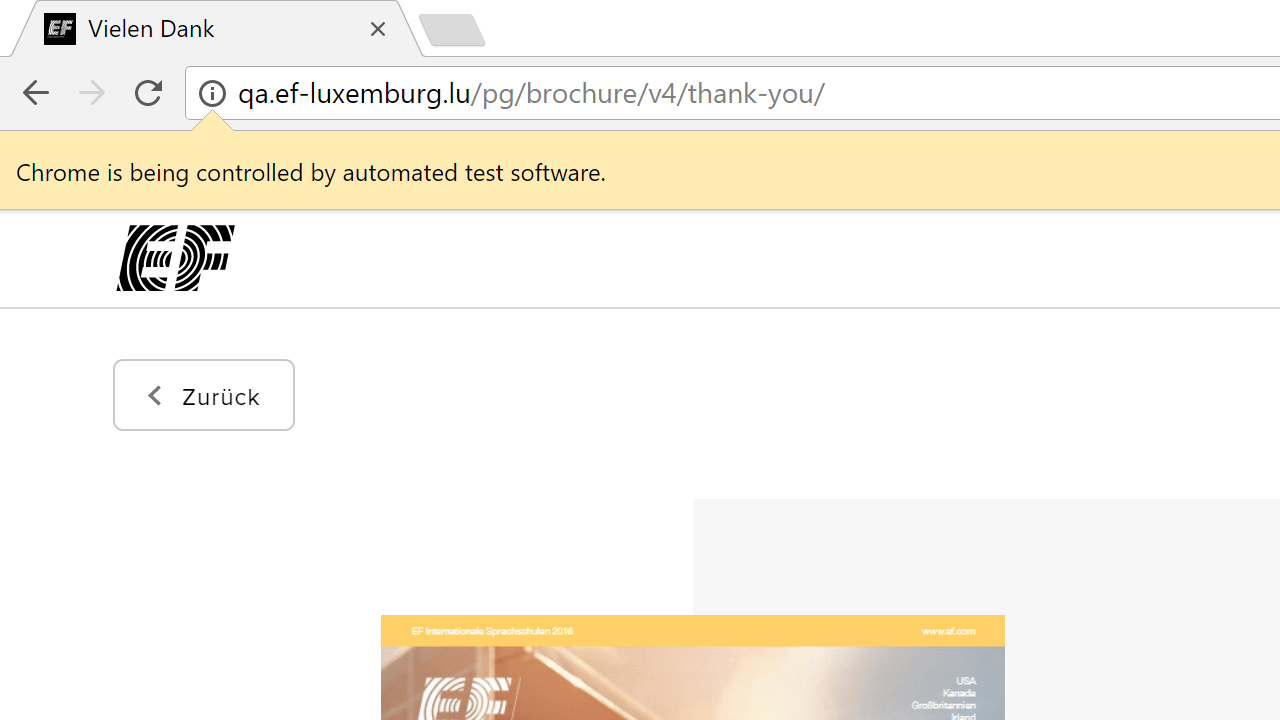 Vielen Dank
qa.ef-luxemburg.lu/pg/brochure/v4/thank-you/
Chrome is being controlled by automated test software.
EF
Zurück
EF Internationale Sprachschulen 2016
www.ef.com
EF
USA
Kanada
Großbritannien
Irland